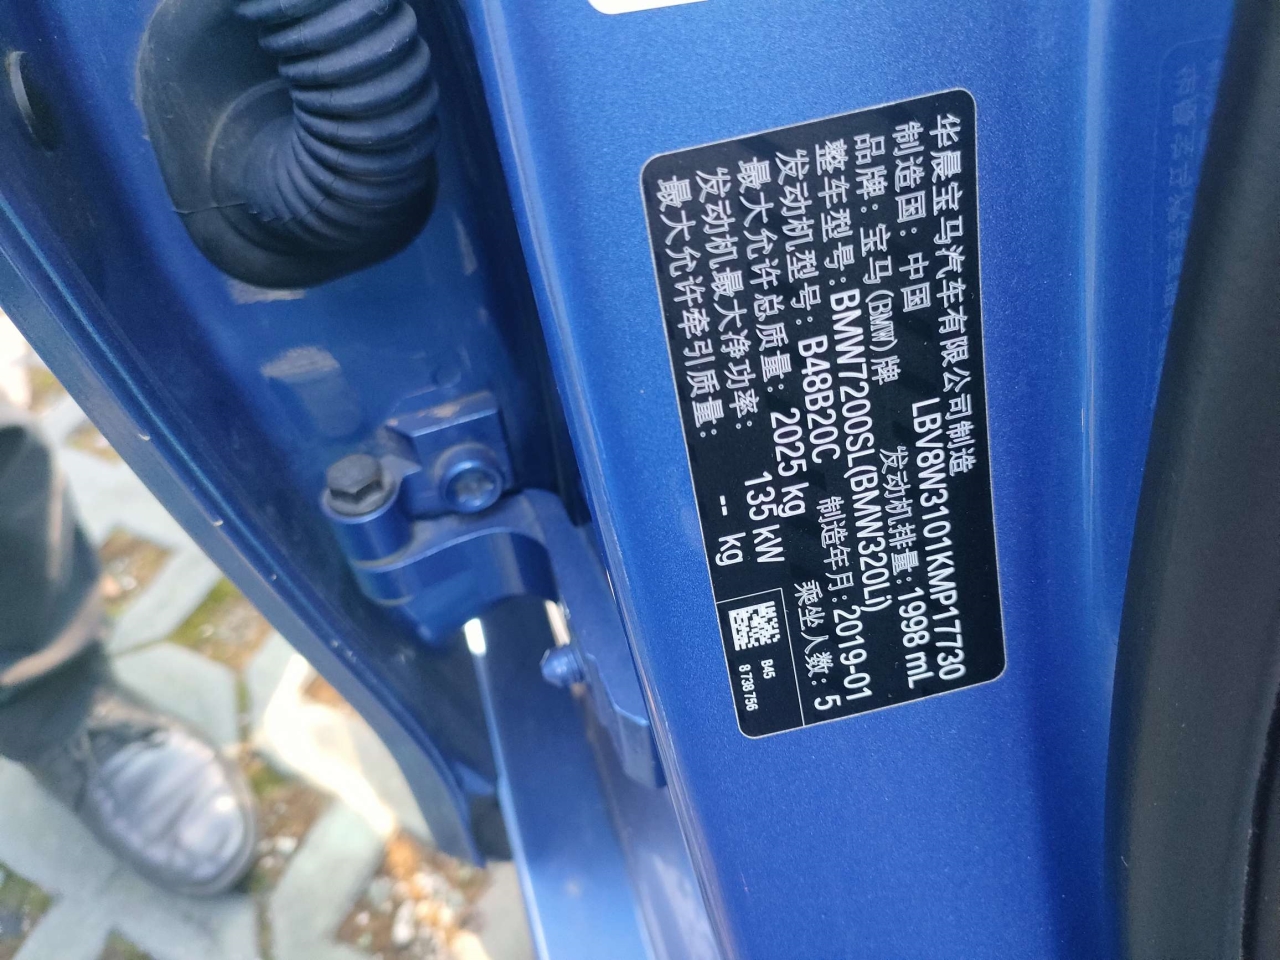 华晨宝马汽车有限公司制造
制造国：中国 LBV8W3101KMP17730
品牌：宝马(BMW)牌 发动机排量:1998 mL
整车型号：BMW7200SL(BMW320Li)
发动机型号：B48B20C 制造年月:2019-01
最大允许总质量：2025 kg 乘坐人数：5
发动机最大净功率：135 kW
最大允许牵引质量：-- kg
B45
8 738 756